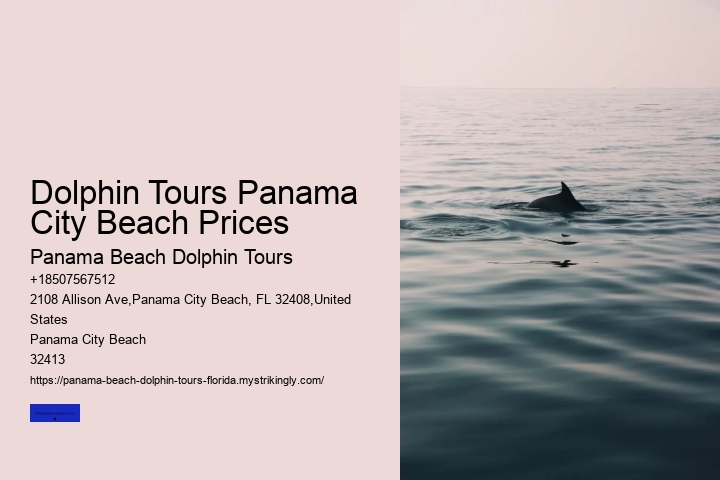 Dolphin Tours Panama
City Beach Prices
Panama Beach Dolphin Tours
+18507567512
2108 Allison Ave,Panama City Beach, FL 32408,United
States
Panama City Beach
32413
https://panama-beach-dolphin-tours-florida.mystrikingly.com/